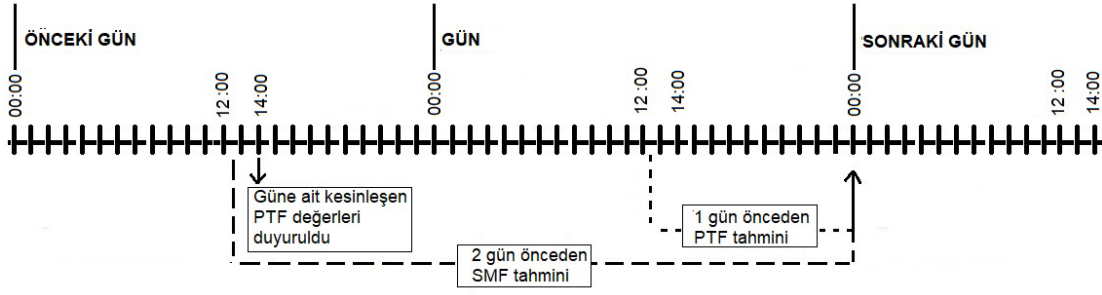 ÖNCEKİ GÜN
GÜN
SONRAKİ GÜN
00:00
12 :00
14:00
00:00
12 :00
14:00
00:00
12:00
14:00
Güne ait kesinleşen
PTF değerleri
duyuruldu
1 gün önceden
PTF tahmini
2 gün önceden
SMF tahmini